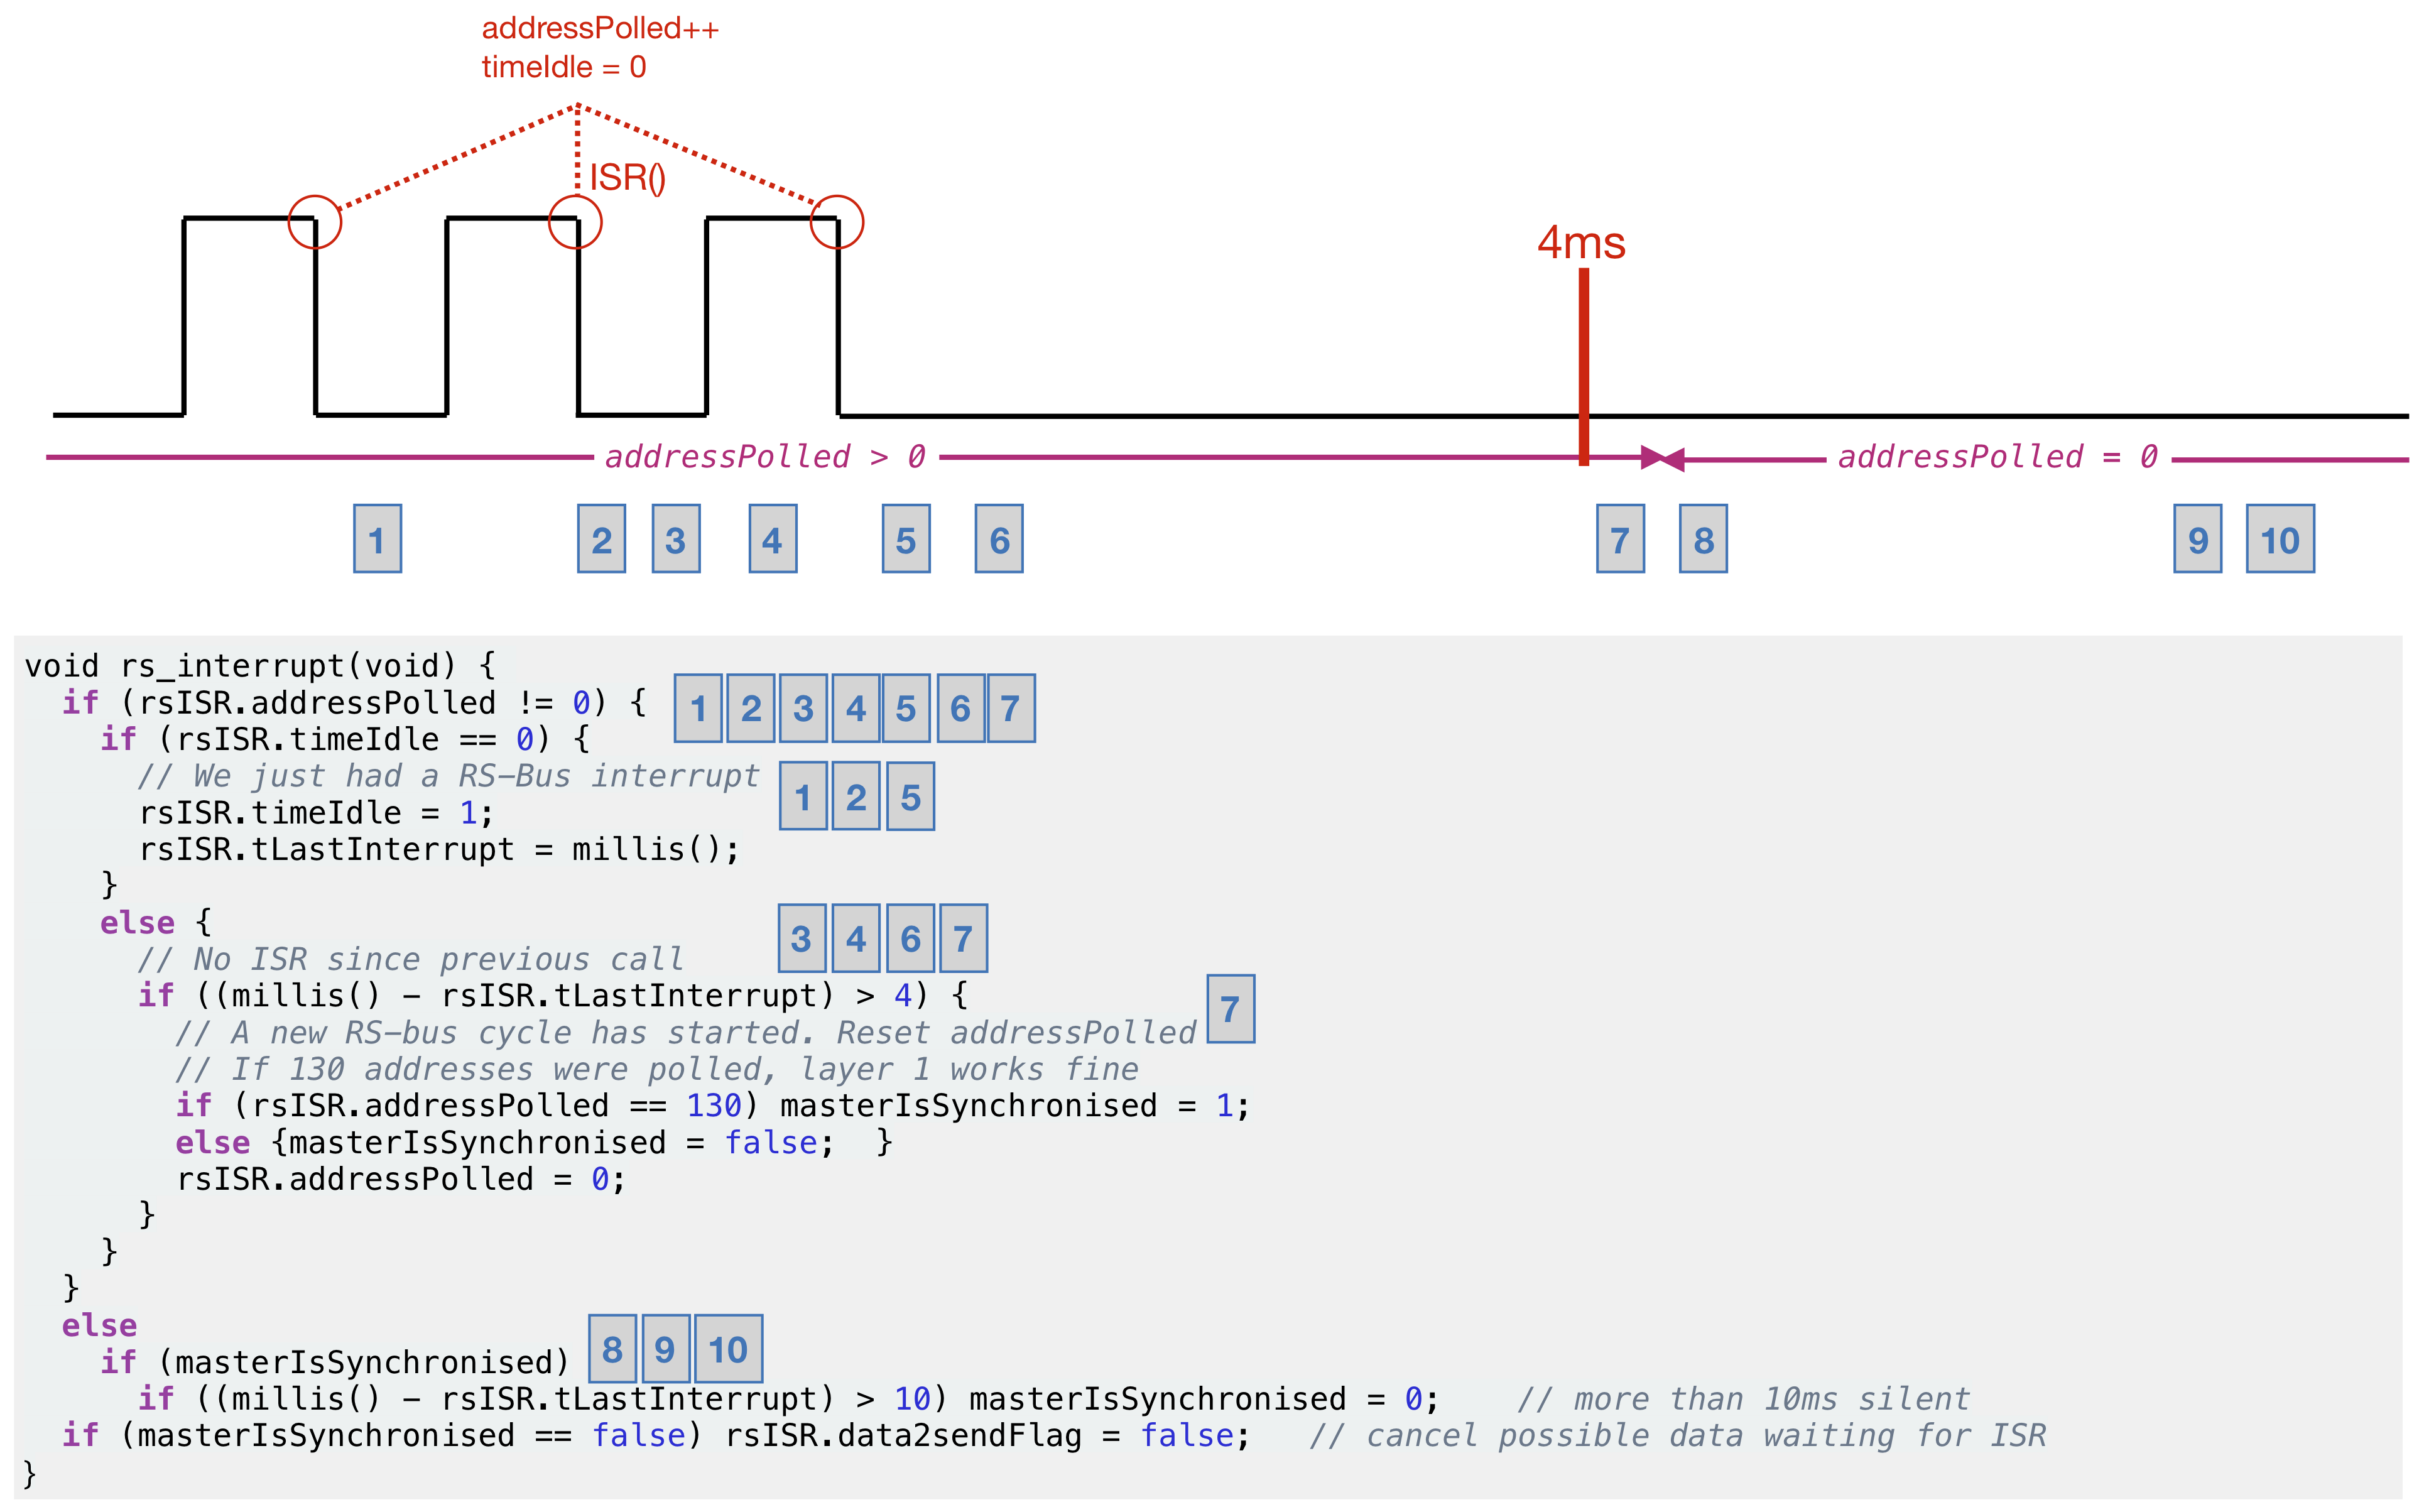 addressPolled++
timeIdle = 0
ISR()
4ms
addressPolled > 0 addressPolled = 0
1 2 3 4 5 6 7 8 9 10
void rs_interrupt(void) {
if (rsISR.addressPolled != 0) { 1 2 3 4 5 6 7
if (rsISR.timeIdle == 0) {
// We just had a RS-Bus interrupt 1 2 5
rsISR.timeIdle = 1;
rsISR.tLastInterrupt = millis();
}
else {
// No ISR since previous call 3 4 6 7
if ((millis() - rsISR.tLastInterrupt) > 4) {
// A new RS-bus cycle has started. Reset addressPolled 7
// If 130 addresses were polled, layer 1 works fine
if (rsISR.addressPolled == 130) masterIsSynchronised = 1;
else {masterIsSynchronised = false;  }
rsISR.addressPolled = 0;
}
}
}
else
if (masterIsSynchronised) 8 9 10
if ((millis() - rsISR.tLastInterrupt) > 10) masterIsSynchronised = 0; // more than 10ms silent
if (masterIsSynchronised == false) rsISR.data2sendFlag = false; // cancel possible data waiting for ISR
}